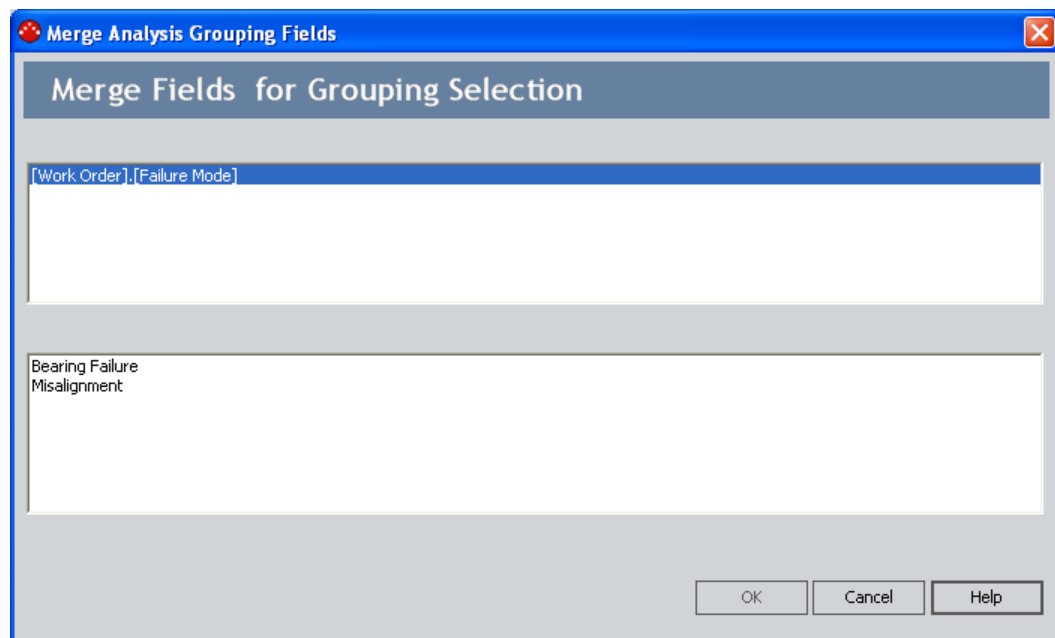 Merge Analysis Grouping Fields
Merge Fields for Grouping Selection
[Work Order].[Failure Mode]
Bearing Failure
Misalignment
OK Cancel Help